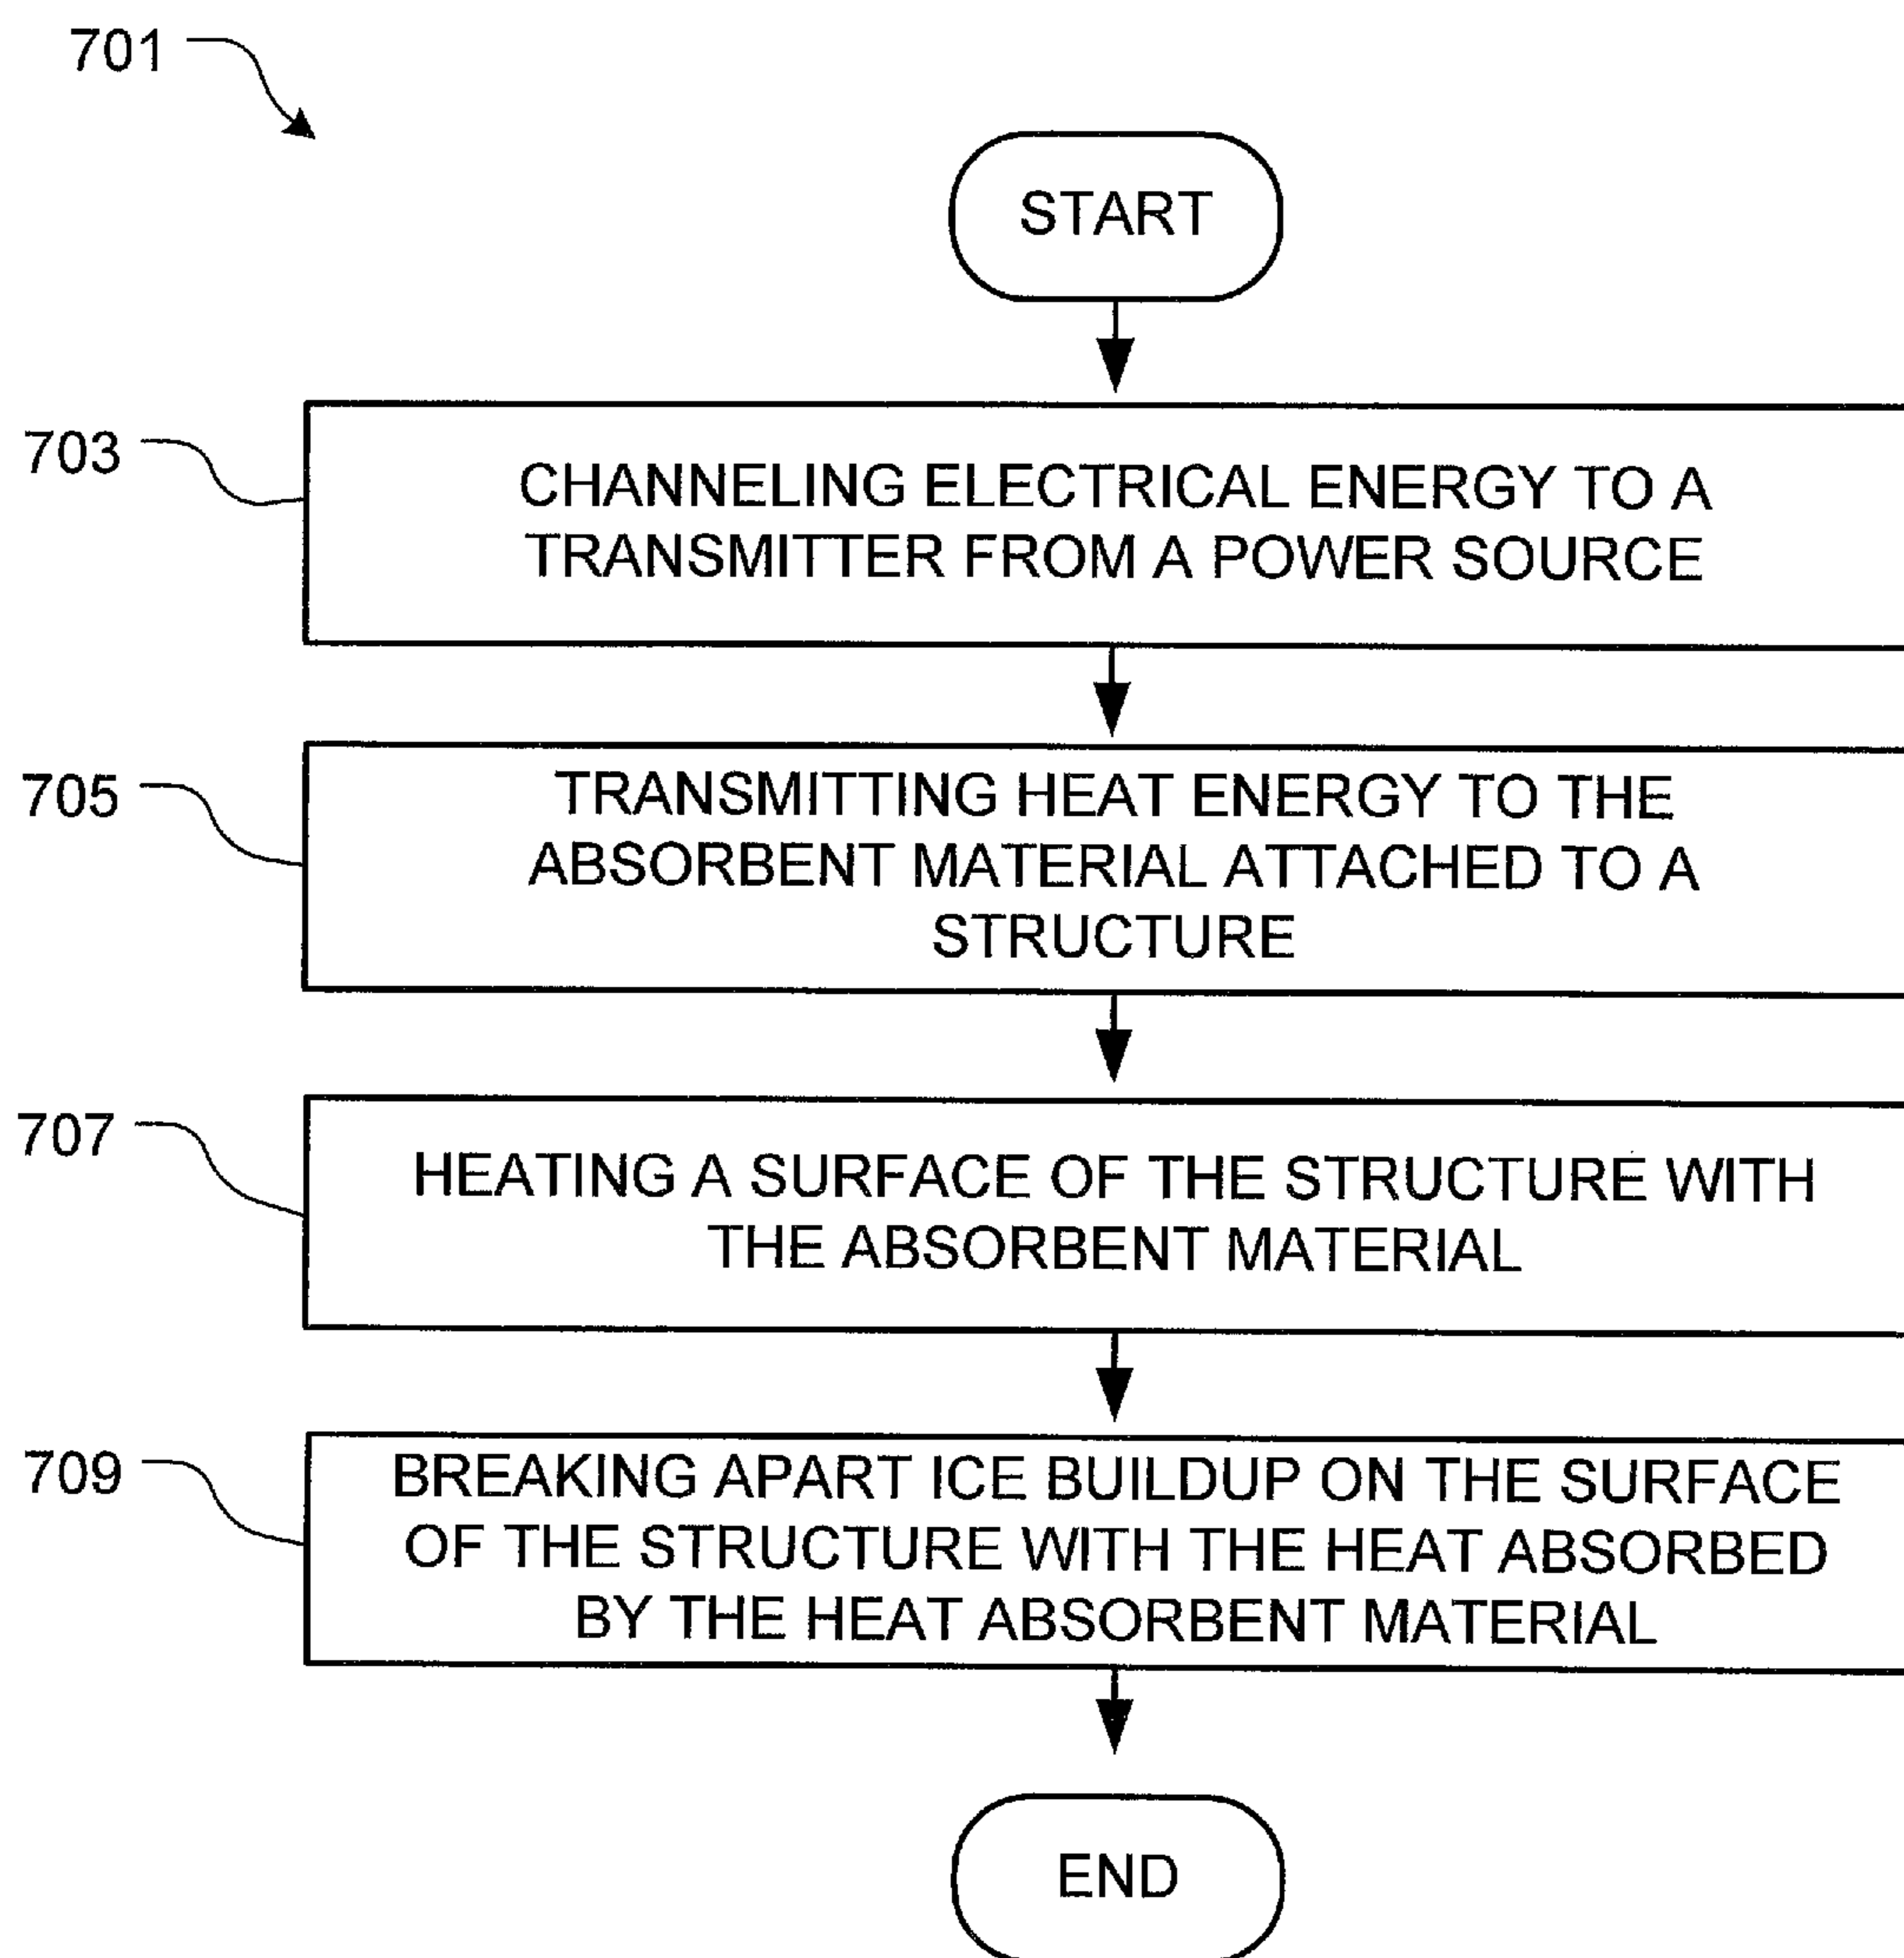 701
START
703
CHANNELING ELECTRICAL ENERGY TO A
TRANSMITTER FROM A POWER SOURCE
705
TRANSMITTING HEAT ENERGY TO THE
ABSORBENT MATERIAL ATTACHED TO A
STRUCTURE
707
HEATING A SURFACE OF THE STRUCTURE WITH
THE ABSORBENT MATERIAL
709
BREAKING APART ICE BUILDUP ON THE SURFACE
OF THE STRUCTURE WITH THE HEAT ABSORBED
BY THE HEAT ABSORBENT MATERIAL
END